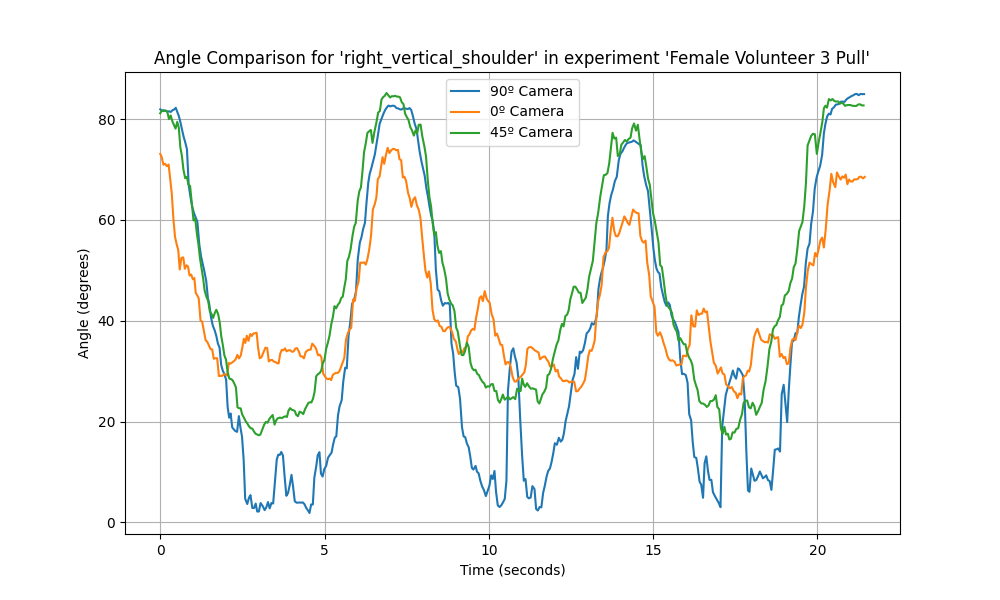 Angle Comparison for 'right_vertical_shoulder' in experiment 'Female Volunteer 3 Pull'
90º Camera
0º Camera
45º Camera
Angle (degrees)
80
60
40
20
0
0 5 10 15 20
Time (seconds)